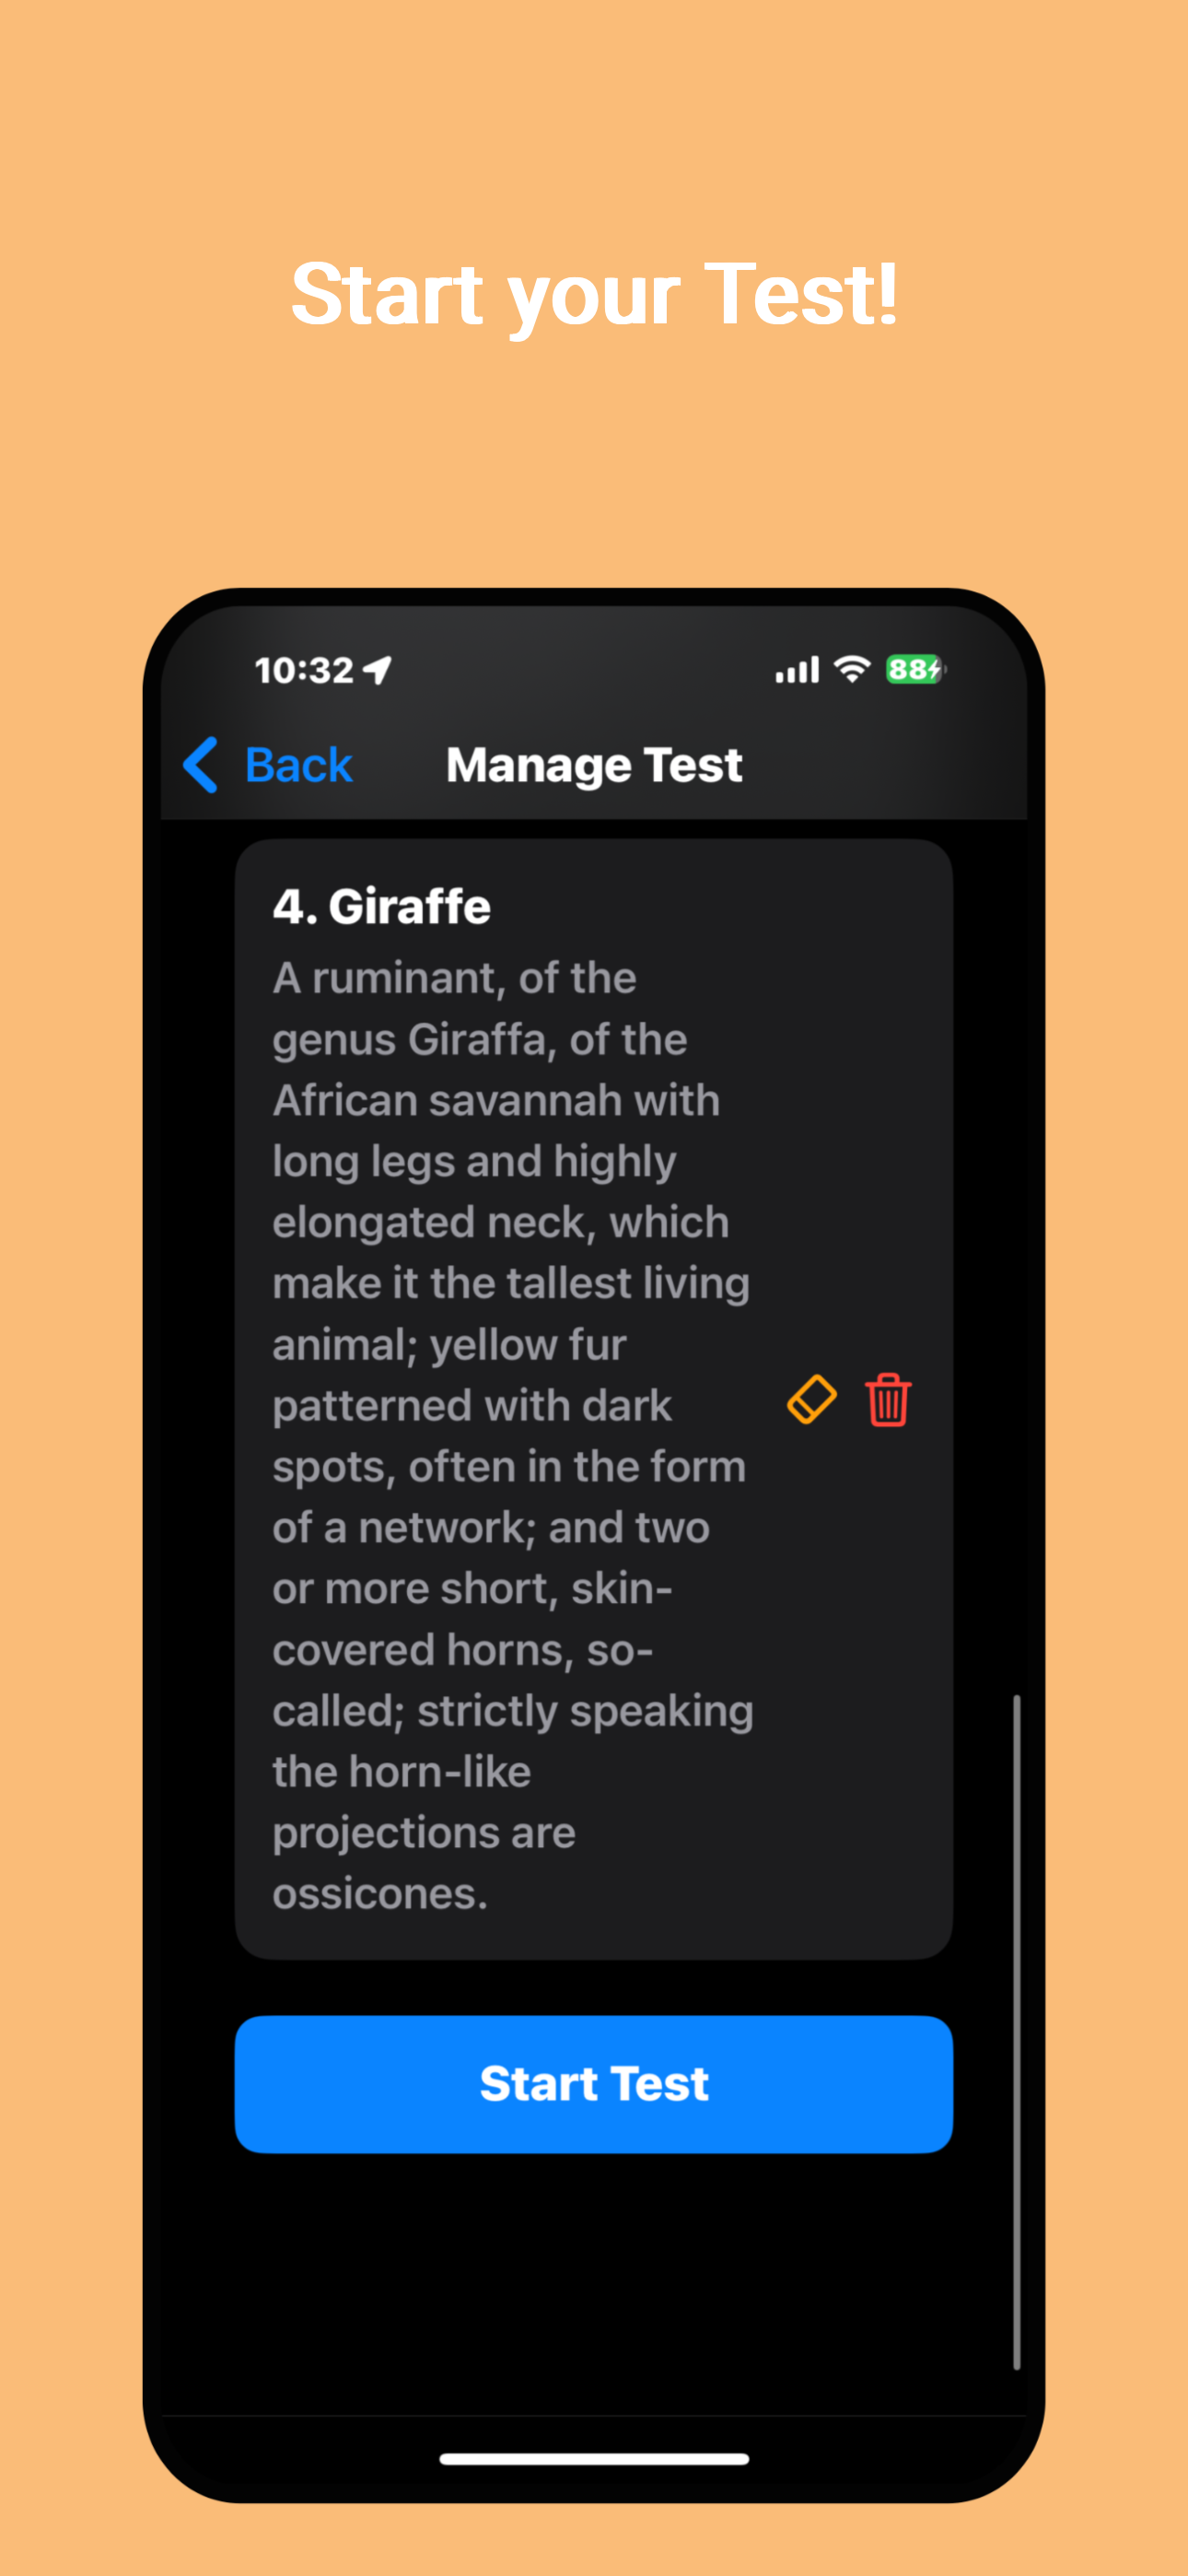 Start your Test!
10:32
88
Back
Manage Test
4. Giraffe
A ruminant, of the
genus Giraffa, of the
African savannah with
long legs and highly
elongated neck, which
make it the tallest living
animal; yellow fur
patterned with dark
spots, often in the form
of a network; and two
or more short, skin-
covered horns, so-
called; strictly speaking
the horn-like
projections are
ossicones.
Start Test